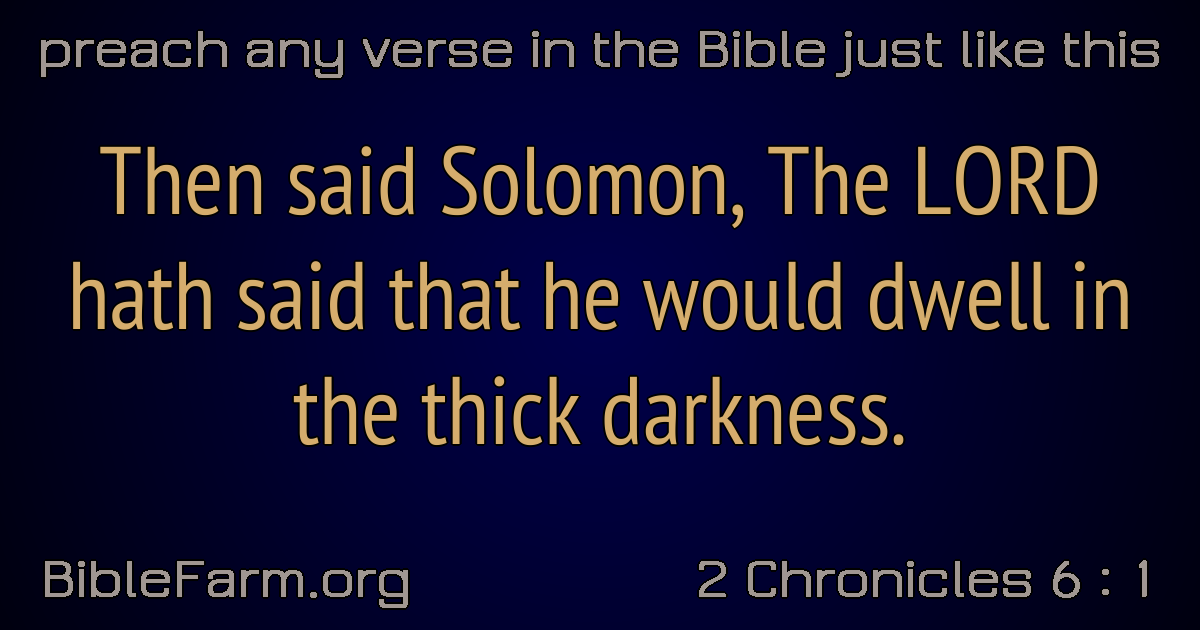 preach any verse in the Bible just like this
Then said Solomon, The LORD
hath said that he would dwell in
the thick darkness.
BibleFarm.org
2 Chronicles 6 : 1